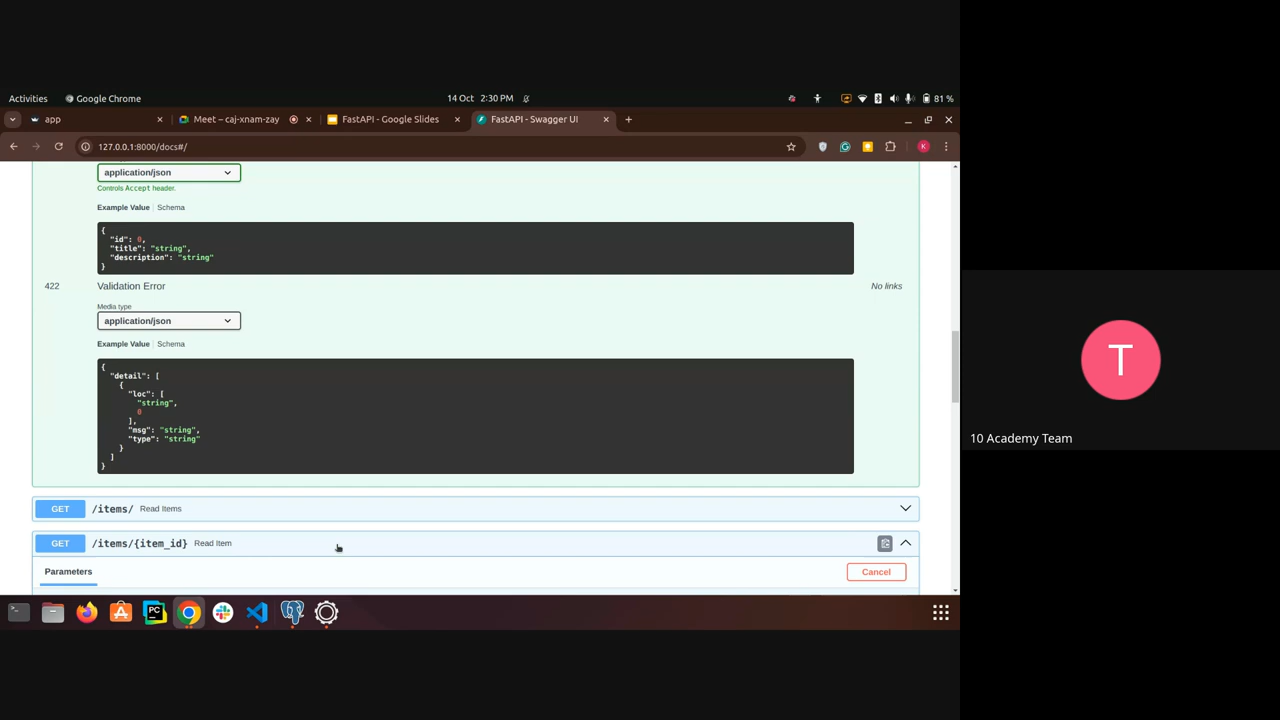 Activities
Google Chrome
14 Oct 2:30 PM
81 %
app
Meet – caj-xnam-zay
FastAPI - Google Slides
FastAPI - Swagger UI
127.0.0.1:8000/docs#/
K
application/json
Controls Accept header.
Example Value
Schema
{
"id": 0,
"title": "string",
"description": "string"
}
422
Validation Error
No links
Media type
application/json
Example Value
Schema
{
"detail": [
{
"loc": [
"string",
0
],
"msg": "string",
"type": "string"
}
]
}
GET /items/ Read Items
GET /items/{item_id} Read Item
Parameters
Cancel
PC
T
10 Academy Team